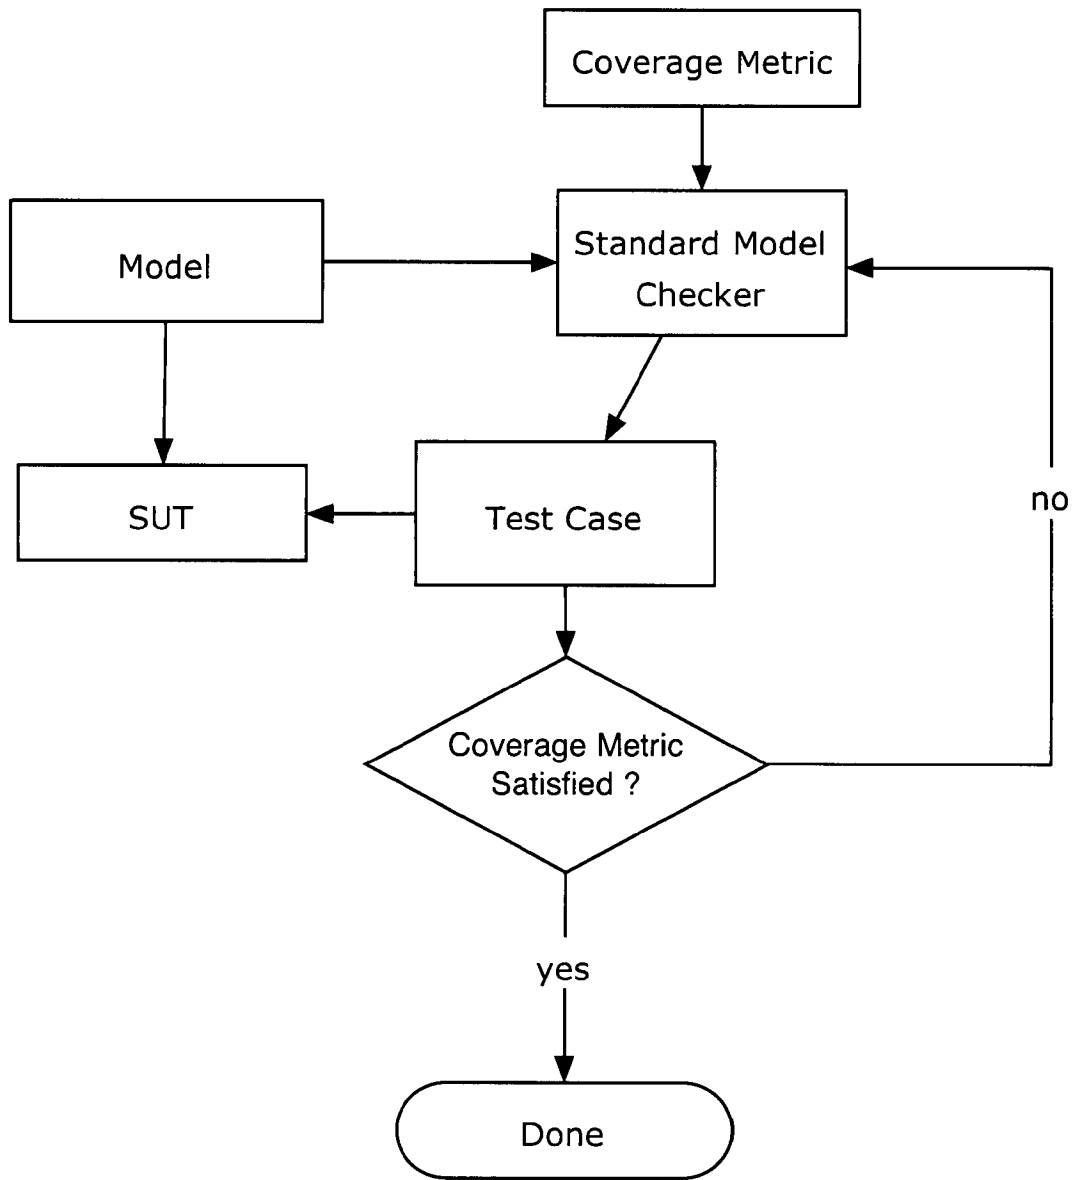 Coverage Metric
Model
Standard Model
Checker
SUT
Test Case
no
Coverage Metric
Satisfied ?
yes
Done